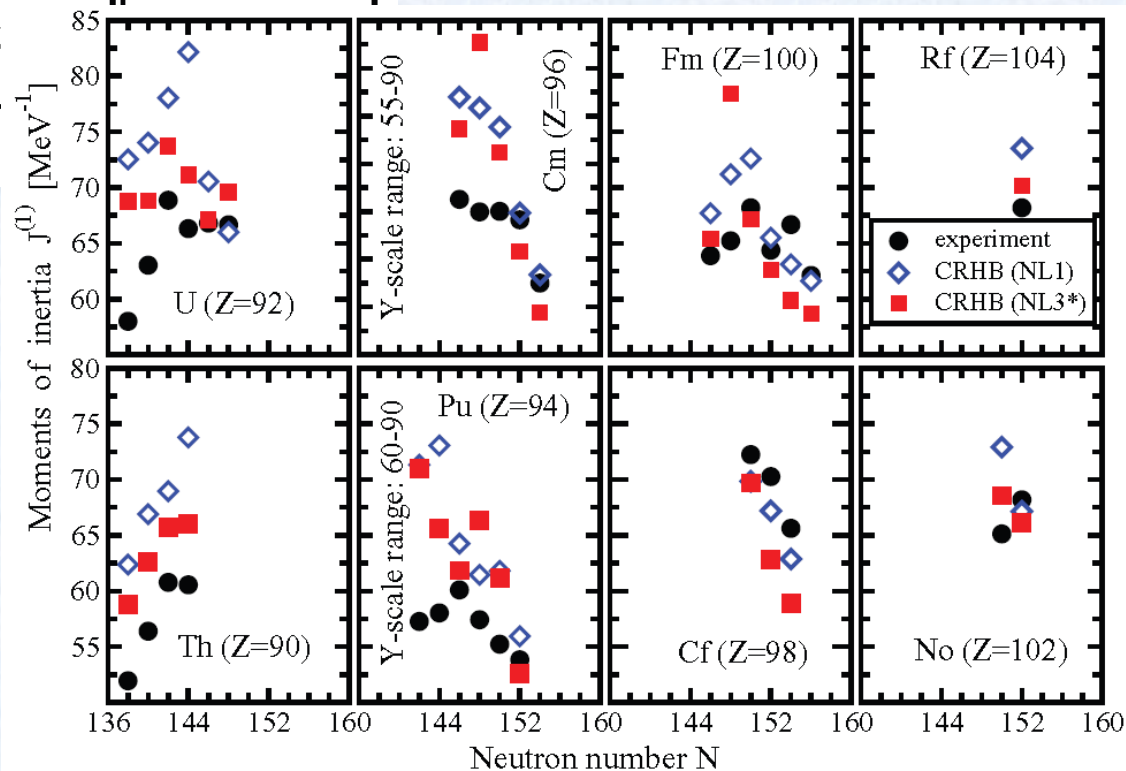 85
80
75
70
65
60
Moments of inertia J(1) [MeV-1]
U (Z=92)
Y-scale range: 55-90
Cm (Z=96)
Fm (Z=100)
Rf (Z=104)
experiment
CRHB (NL1)
CRHB (NL3*)
80
75
70
65
60
55
Th (Z=90)
Y-scale range: 60-90
Pu (Z=94)
Cf (Z=98)
No (Z=102)
136 144 152 160 144 152 160 144 152 160 144 152 160
Neutron number N